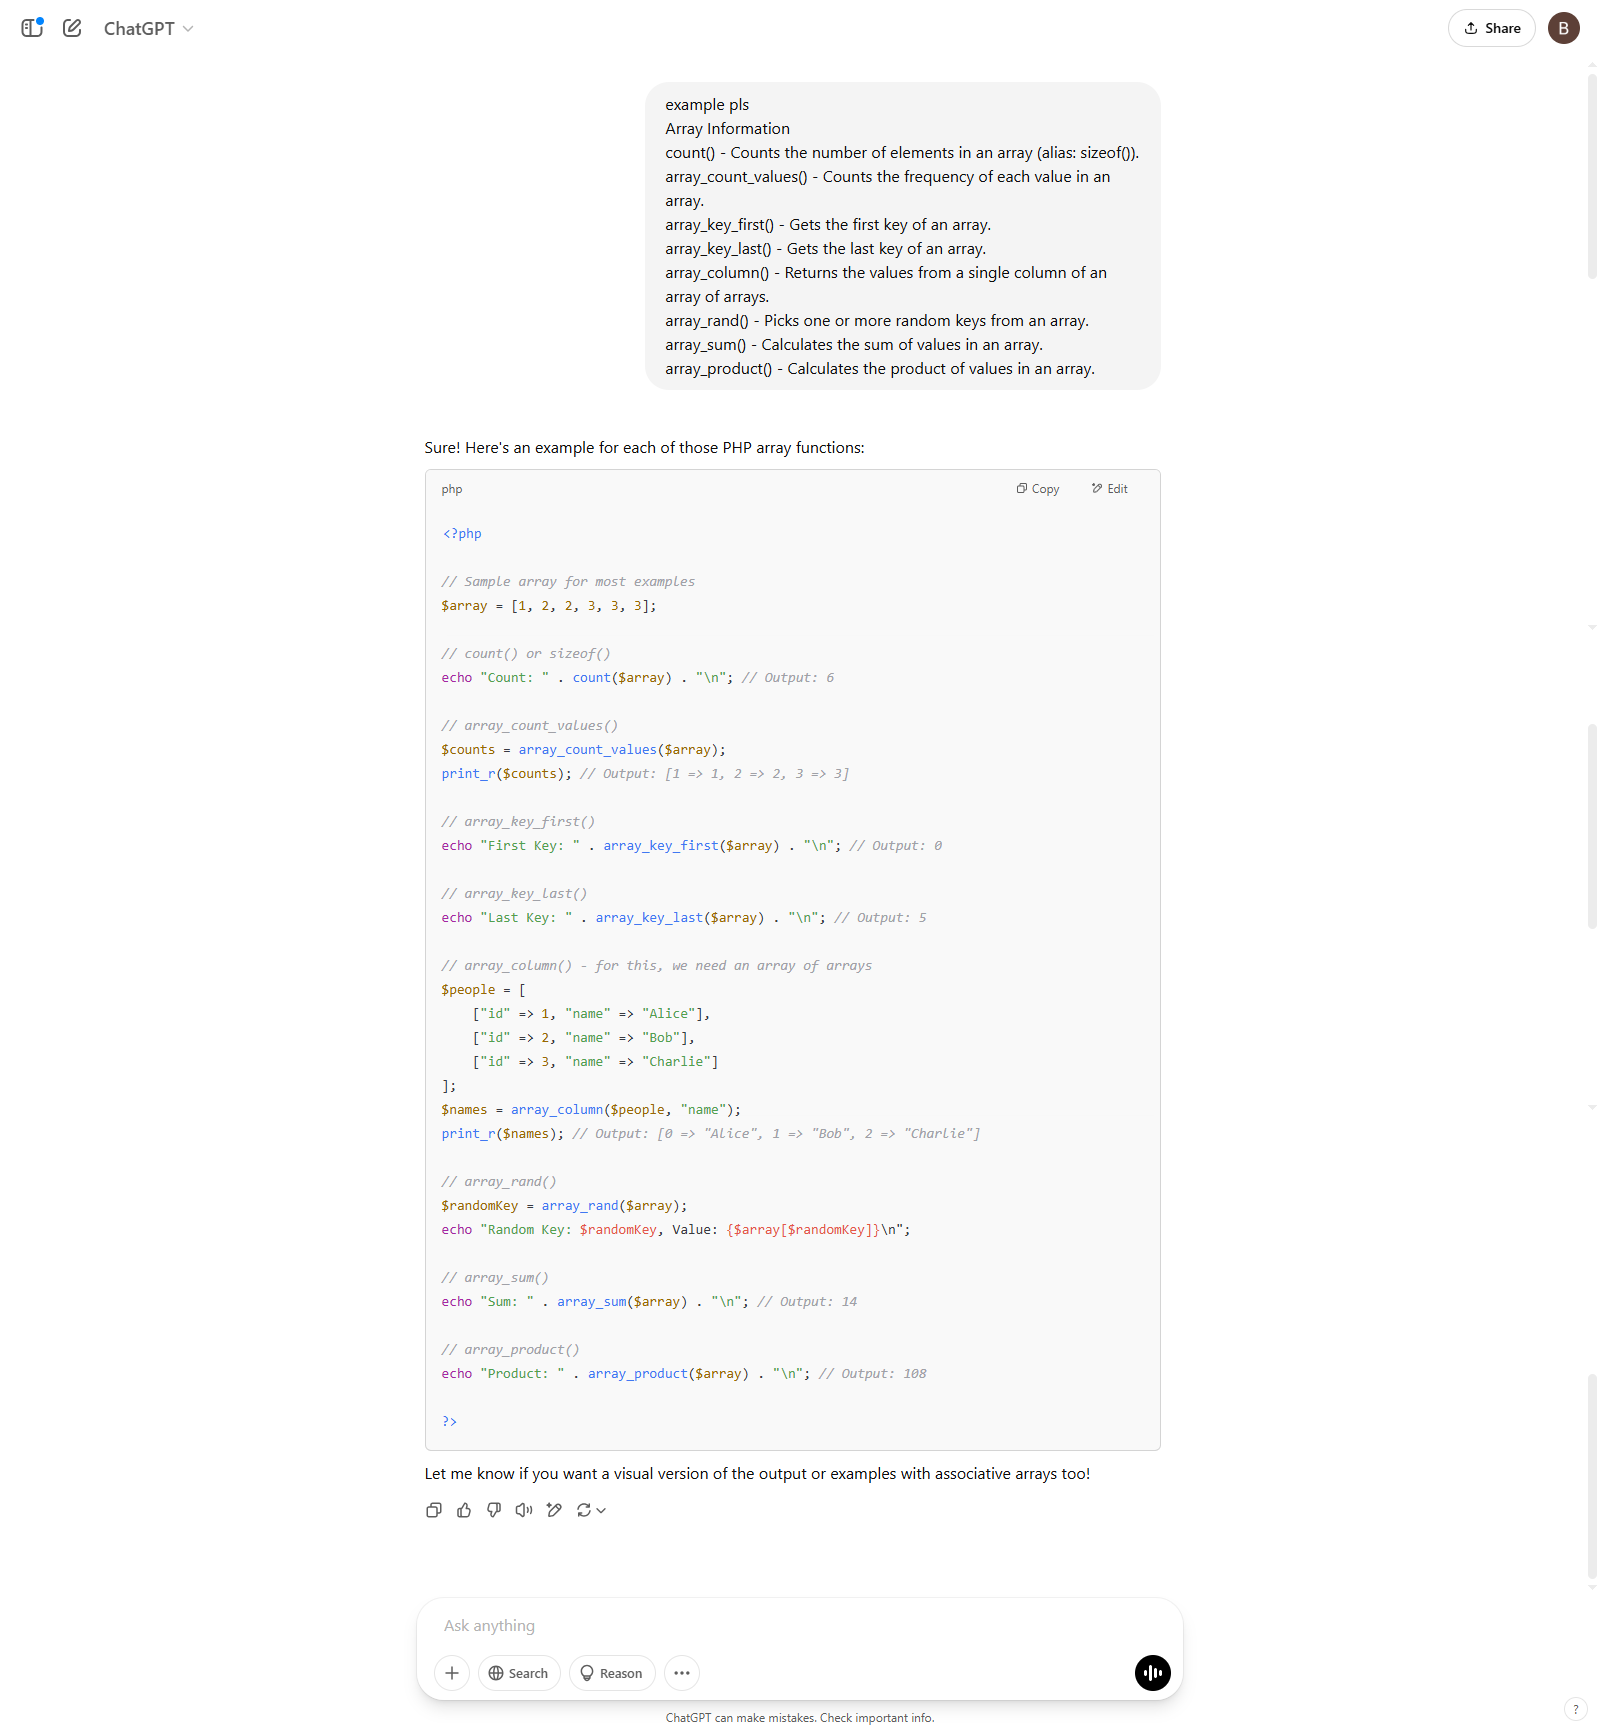 ChatGPT
Share
B
example pls
Array Information
count() - Counts the number of elements in an array (alias: sizeof()).
array_count_values() - Counts the frequency of each value in an
array.
array_key_first() - Gets the first key of an array.
array_key_last() - Gets the last key of an array.
array_column() - Returns the values from a single column of an
array of arrays.
array_rand() - Picks one or more random keys from an array.
array_sum() - Calculates the sum of values in an array.
array_product() - Calculates the product of values in an array.
Sure! Here's an example for each of those PHP array functions:
php
Copy
Edit
<?php
// Sample array for most examples
$array = [1, 2, 2, 3, 3, 3];
// count() or sizeof()
echo "Count: " . count($array) . "\n"; // Output: 6
// array_count_values()
$counts = array_count_values($array);
print_r($counts); // Output: [1 => 1, 2 => 2, 3 => 3]
// array_key_first()
echo "First Key: " . array_key_first($array) . "\n"; // Output: 0
// array_key_last()
echo "Last Key: " . array_key_last($array) . "\n"; // Output: 5
// array_column() - for this, we need an array of arrays
$people = [
    ["id" => 1, "name" => "Alice"],
    ["id" => 2, "name" => "Bob"],
    ["id" => 3, "name" => "Charlie"]
];
$names = array_column($people, "name");
print_r($names); // Output: [0 => "Alice", 1 => "Bob", 2 => "Charlie"]
// array_rand()
$randomKey = array_rand($array);
echo "Random Key: $randomKey, Value: {$array[$randomKey]}\n";
// array_sum()
echo "Sum: " . array_sum($array) . "\n"; // Output: 14
// array_product()
echo "Product: " . array_product($array) . "\n"; // Output: 108
?>
Let me know if you want a visual version of the output or examples with associative arrays too!
Ask anything
Search
Reason
ChatGPT can make mistakes. Check important info.
?